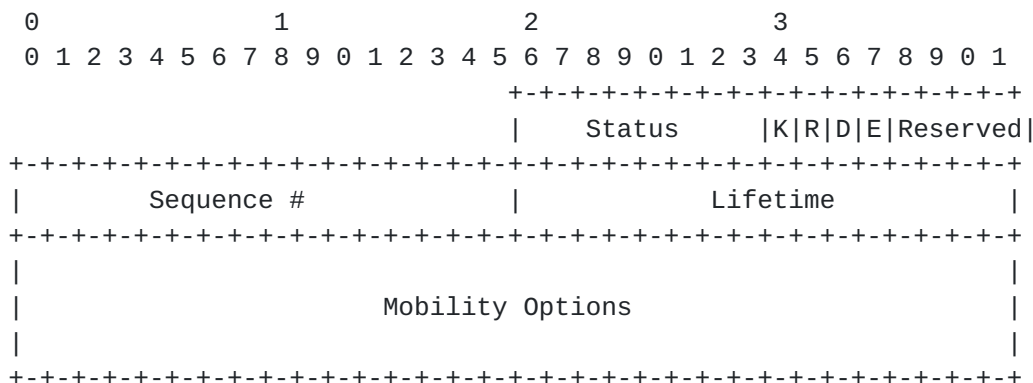 0                   1                   2                   3
0 1 2 3 4 5 6 7 8 9 0 1 2 3 4 5 6 7 8 9 0 1 2 3 4 5 6 7 8 9 0 1
                                +-+-+-+-+-+-+-+-+-+-+-+-+-+-+-+-+
                                |    Status     |K|R|D|E|Reserved|
+-+-+-+-+-+-+-+-+-+-+-+-+-+-+-+-+-+-+-+-+-+-+-+-+-+-+-+-+-+-+-+-+
|        Sequence #             |            Lifetime           |
+-+-+-+-+-+-+-+-+-+-+-+-+-+-+-+-+-+-+-+-+-+-+-+-+-+-+-+-+-+-+-+-+
|                                                               |
|                       Mobility Options                        |
|                                                               |
+-+-+-+-+-+-+-+-+-+-+-+-+-+-+-+-+-+-+-+-+-+-+-+-+-+-+-+-+-+-+-+-+